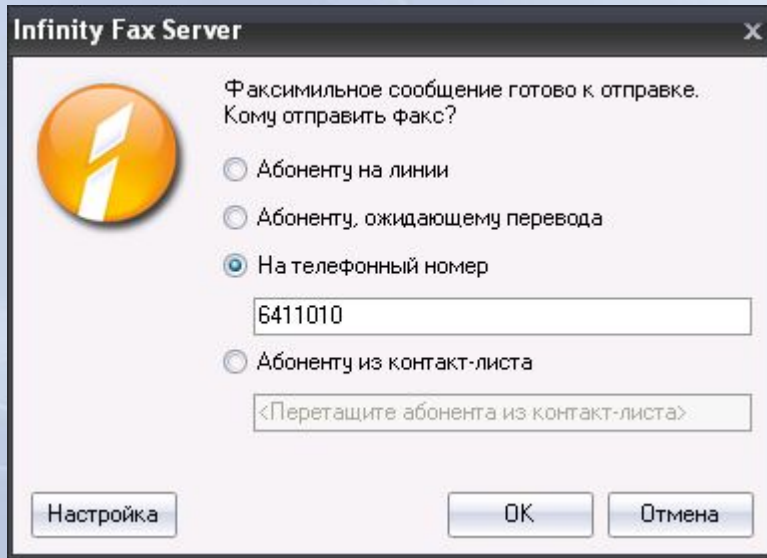 Infinity Fax Server
Факсимильное сообщение готово к отправке.
Кому отправить факс?
Абоненту на линии
Абоненту, ожидающему перевода
На телефонный номер
6411010
Абоненту из контакт-листа
<Перетащите абонента из контакт-листа>
Настройка
OK
Отмена